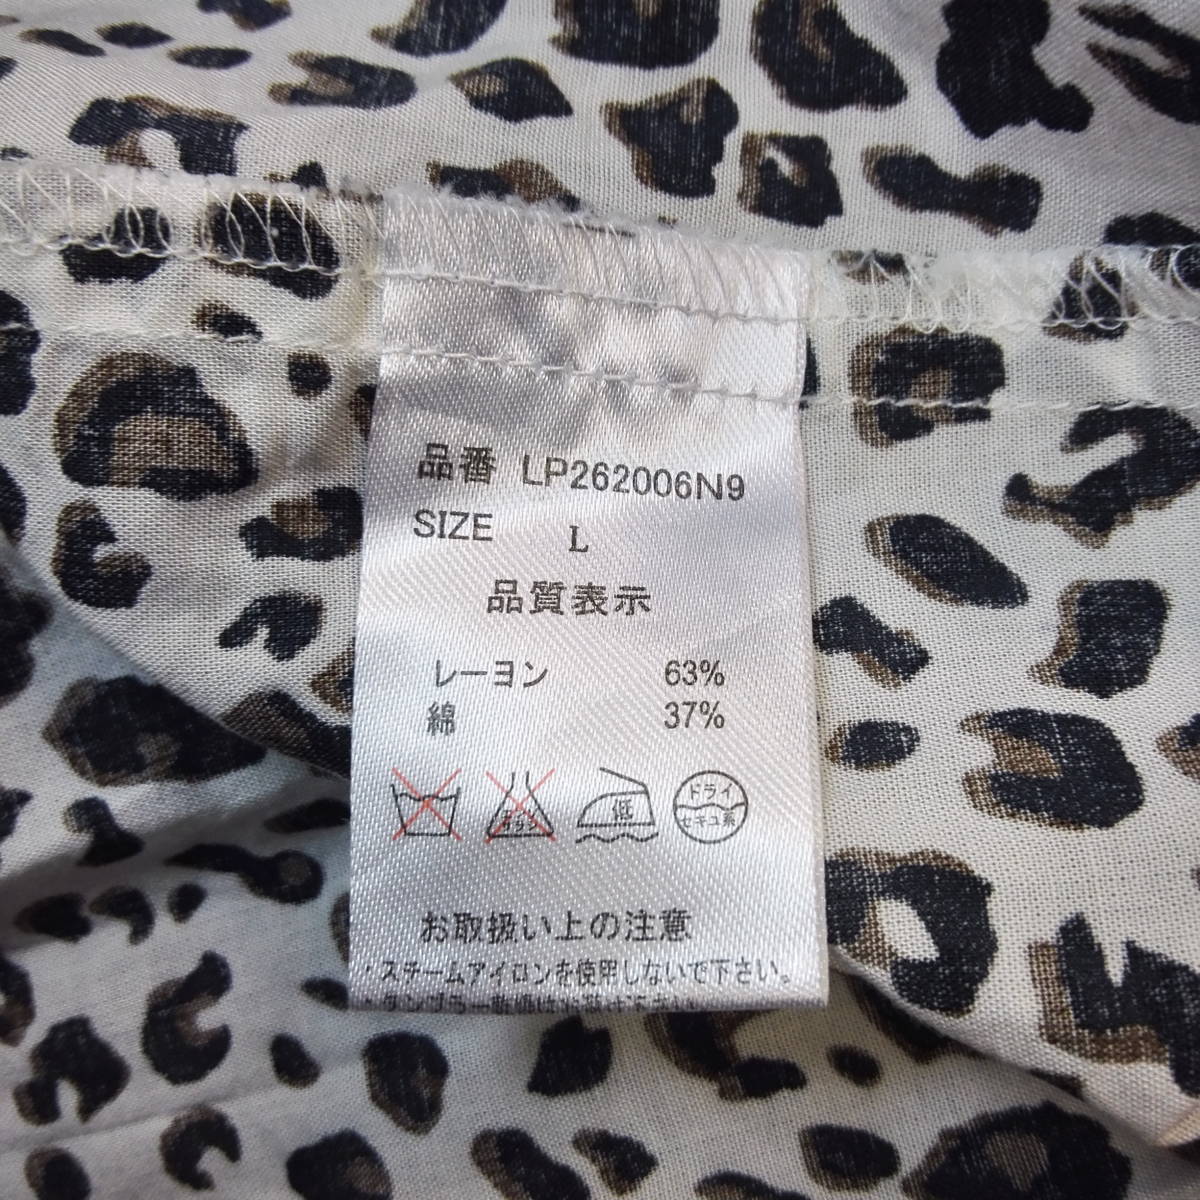 品番 LP262006N9
SIZE L
品質表示
レーヨン 63%
綿 37%
低
ドライ
セキユ系
お取扱い上の注意
・スチームアイロンを使用しないで下さい。